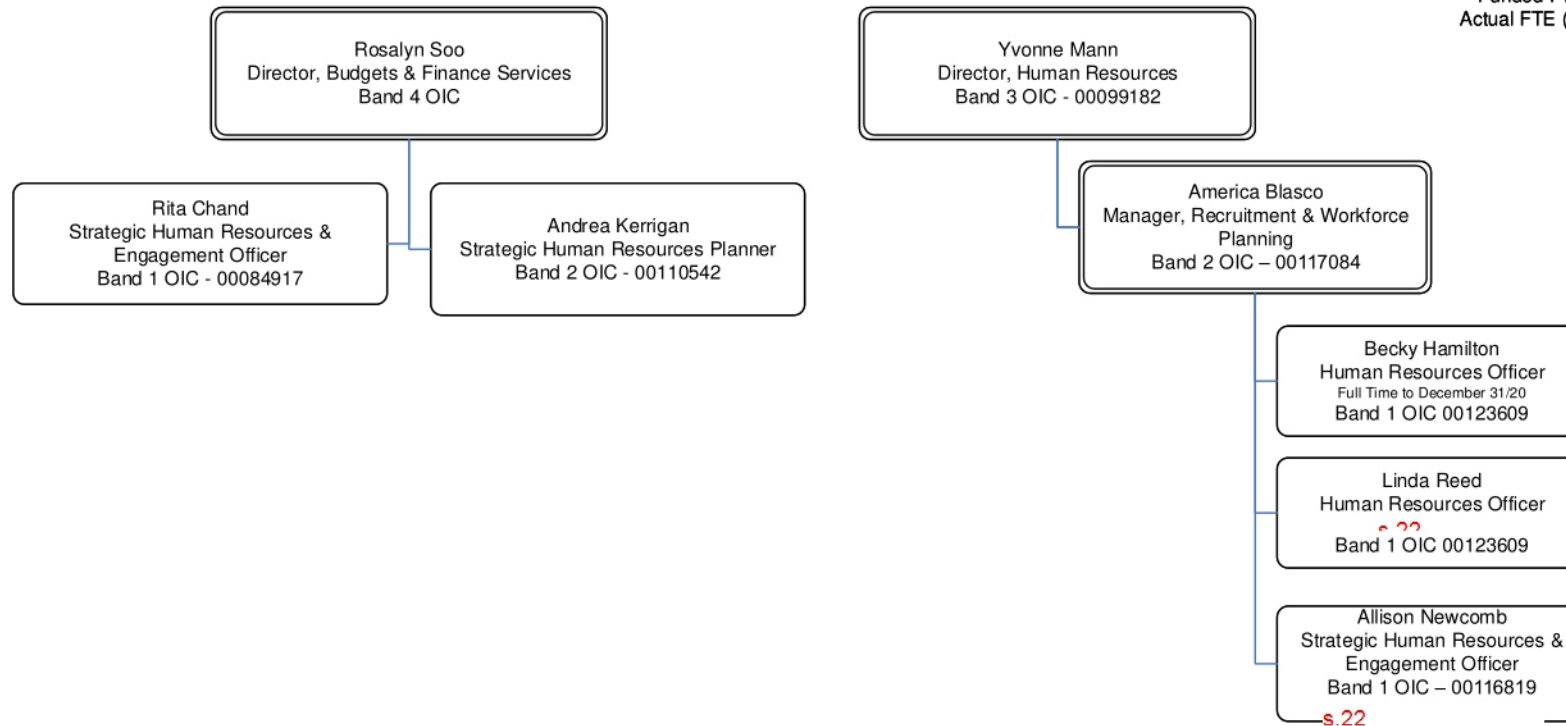 Actual FTE (
Rosalyn Soo
Director, Budgets & Finance Services
Band 4 OIC
Yvonne Mann
Director, Human Resources
Band 3 OIC - 00099182
Rita Chand
Strategic Human Resources &
Engagement Officer
Band 1 OIC - 00084917
Andrea Kerrigan
Strategic Human Resources Planner
Band 2 OIC - 00110542
America Blasco
Manager, Recruitment & Workforce
Planning
Band 2 OIC – 00117084
Becky Hamilton
Human Resources Officer
Full Time to December 31/20
Band 1 OIC 00123609
Linda Reed
Human Resources Officer
s.22
Band 1 OIC 00123609
Allison Newcomb
Strategic Human Resources &
Engagement Officer
Band 1 OIC – 00116819
s.22